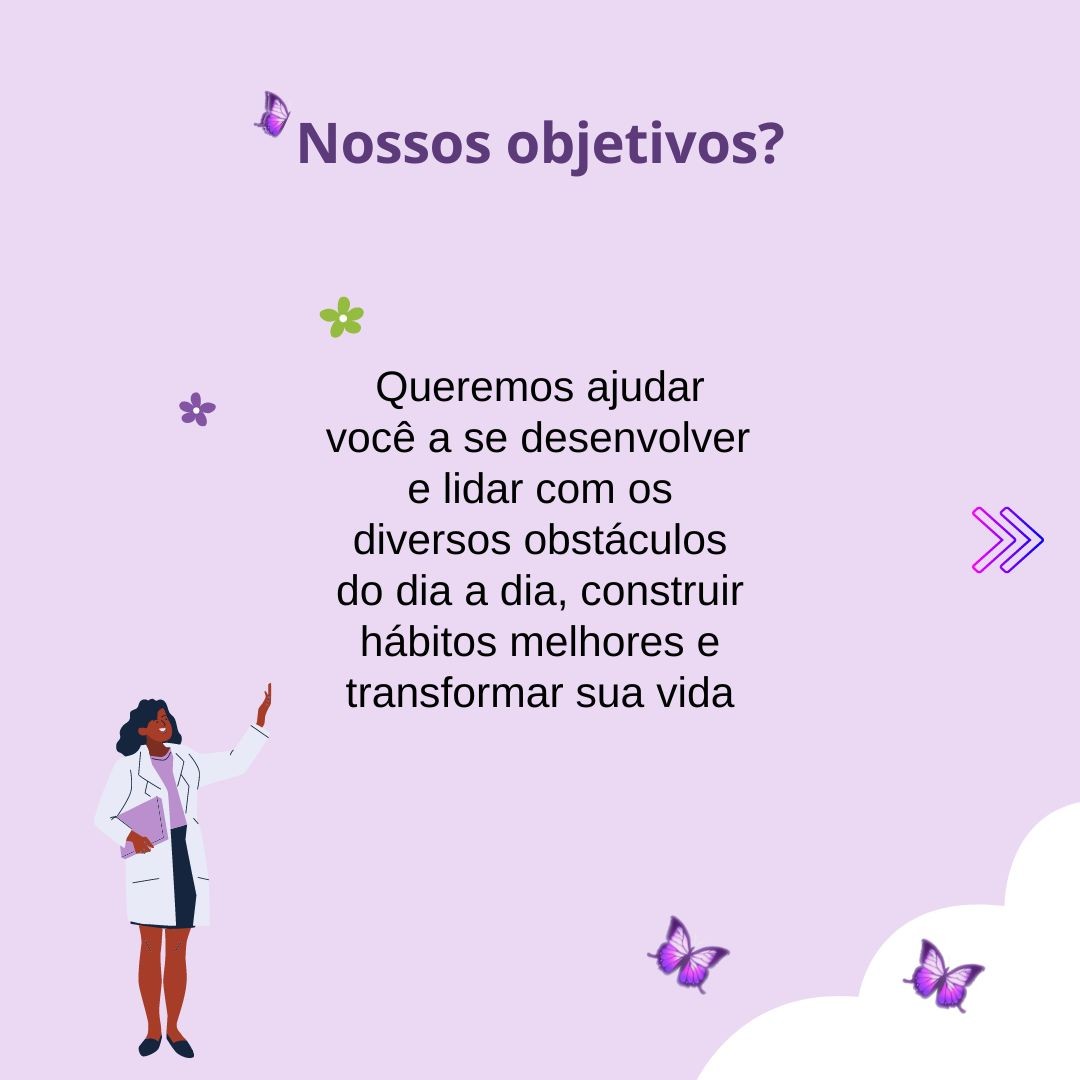 Nossos objetivos?
Queremos ajudar
você a se desenvolver
e lidar com os
diversos obstáculos
do dia a dia, construir
hábitos melhores e
transformar sua vida